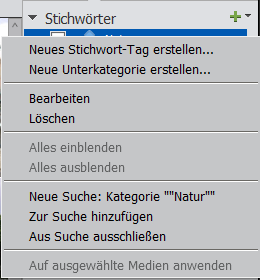 Stichwörter
Neues Stichwort-Tag erstellen...
Neue Unterkategorie erstellen...
Bearbeiten
Löschen
Alles einblenden
Alles ausblenden
Neue Suche: Kategorie ""Natur""
Zur Suche hinzufügen
Aus Suche ausschließen
Auf ausgewählte Medien anwenden